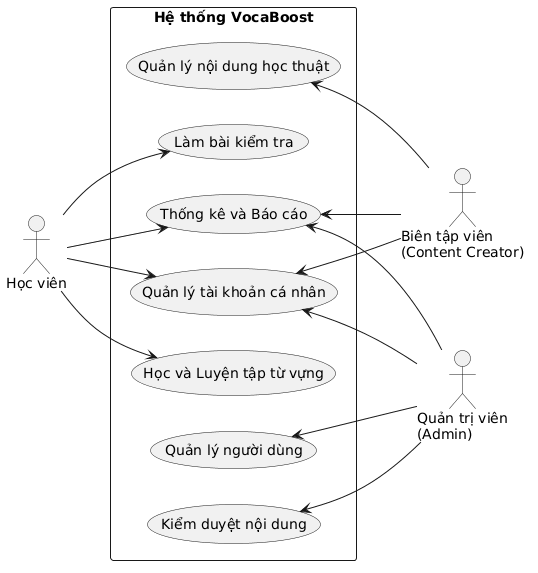 Hệ thống VocaBoost
Quản lý nội dung học thuật
Làm bài kiểm tra
Thống kê và Báo cáo
Quản lý tài khoản cá nhân
Học và Luyện tập từ vựng
Quản lý người dùng
Kiểm duyệt nội dung
Học viên
Biên tập viên
(Content Creator)
Quản trị viên
(Admin)